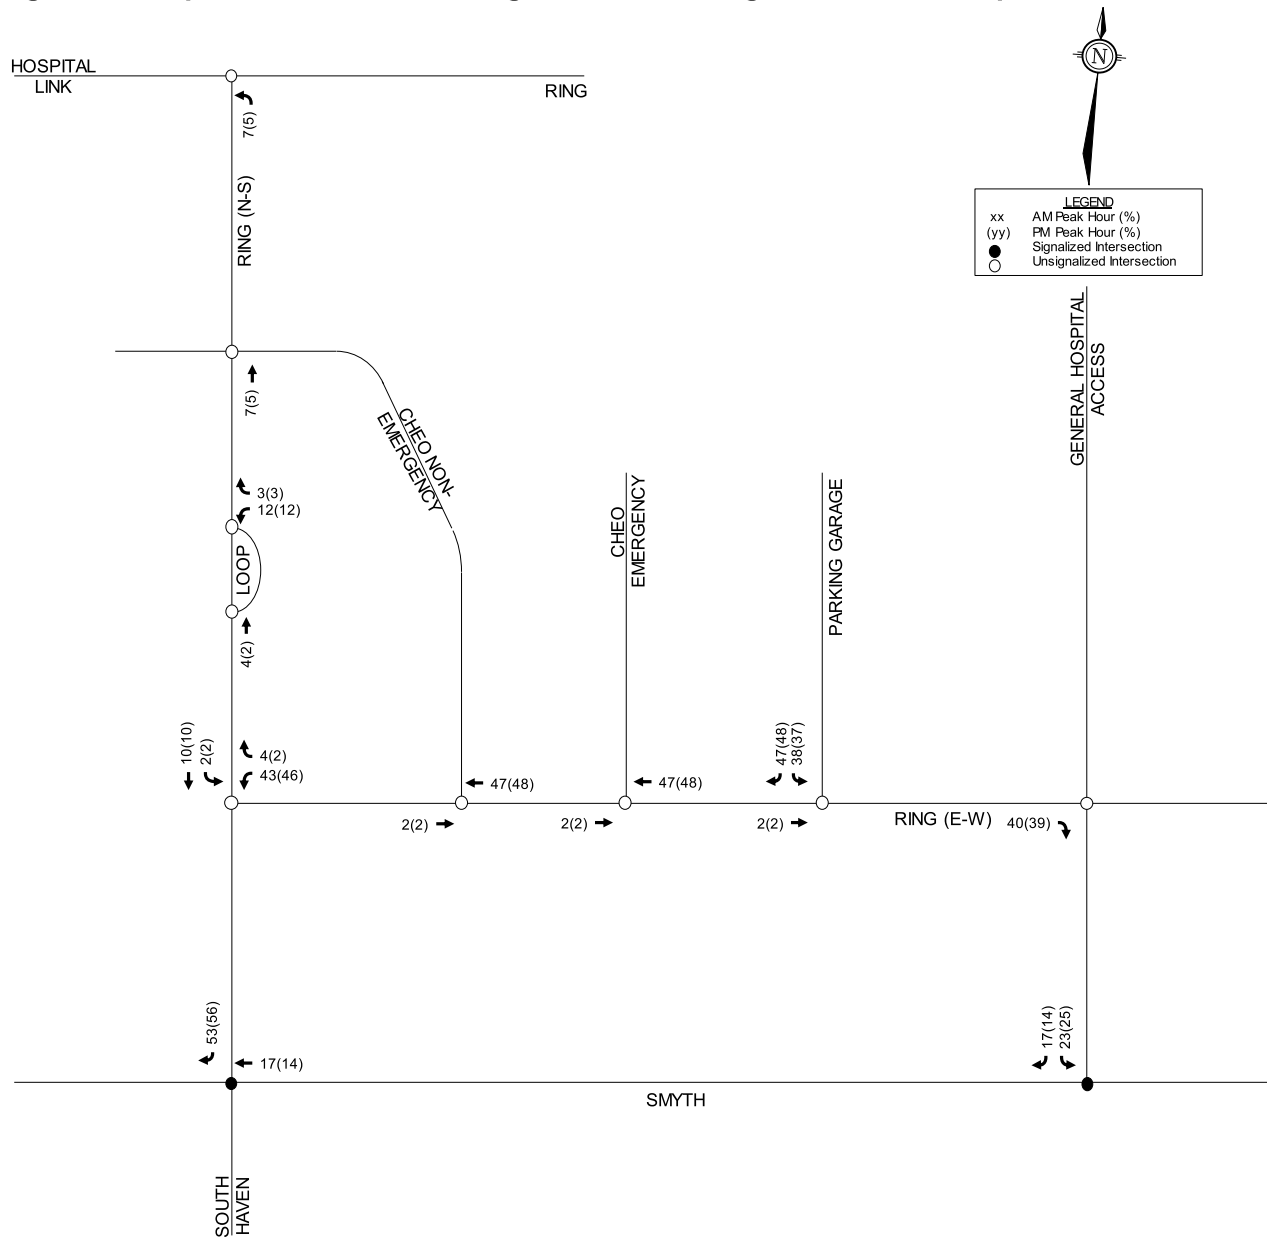 HOSPITAL
LINK
RING
7(5)
RING (N-S)
LEGEND
xx AM Peak Hour (%)
(yy) PM Peak Hour (%)
Signalized Intersection
Unsignalized Intersection
GENERAL HOSPITAL
ACCESS
7(5)
CHEO NON-
EMERGENCY
3(3)
12(12)
LOOP
CHEO
EMERGENCY
PARKING GARAGE
4(2)
10(10)
2(2)
4(2)
43(46)
47(48)
47(48)
47(48)
38(37)
2(2)
2(2)
2(2)
RING (E-W)
40(39)
53(56)
17(14)
17(14)
23(25)
SMYTH
SOUTH
HAVEN
N